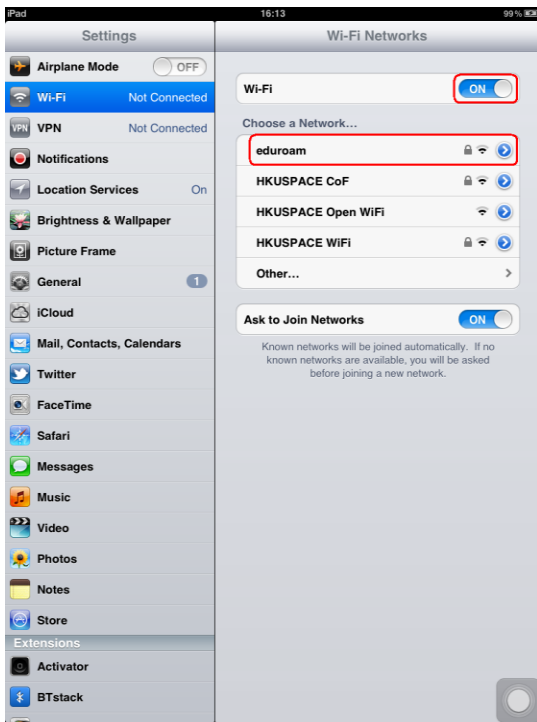 iPad 16:13 99%
Settings
Airplane Mode OFF
Wi-Fi Not Connected
VPN VPN Not Connected
Notifications
Location Services On
Brightness & Wallpaper
Picture Frame
General 1
iCloud
Mail, Contacts, Calendars
Twitter
FaceTime
Safari
Messages
Music
Video
Photos
Notes
Store
Extensions
Activator
BTstack
Wi-Fi Networks
Wi-Fi ON
Choose a Network...
eduroam
HKUSPACE CoF
HKUSPACE Open WiFi
HKUSPACE WiFi
Other...
Ask to Join Networks ON
Known networks will be joined automatically. If no
known networks are available, you will be asked
before joining a new network.